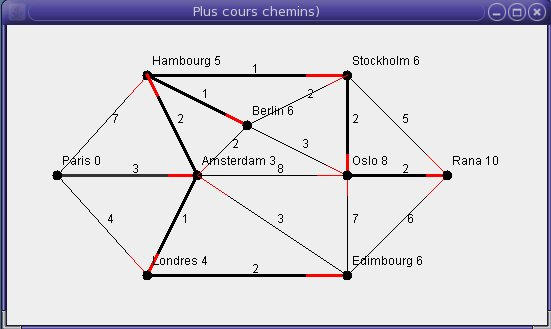 Plus cours chemins)
Hambourg 5
Stockholm 6
1
1
2
Berlin 6
7
2
2
5
2
3
Paris 0
3
Amsterdam 3
8
Oslo 8
2
Rana 10
4
1
3
7
6
Londres 4
2
Edimbourg 6